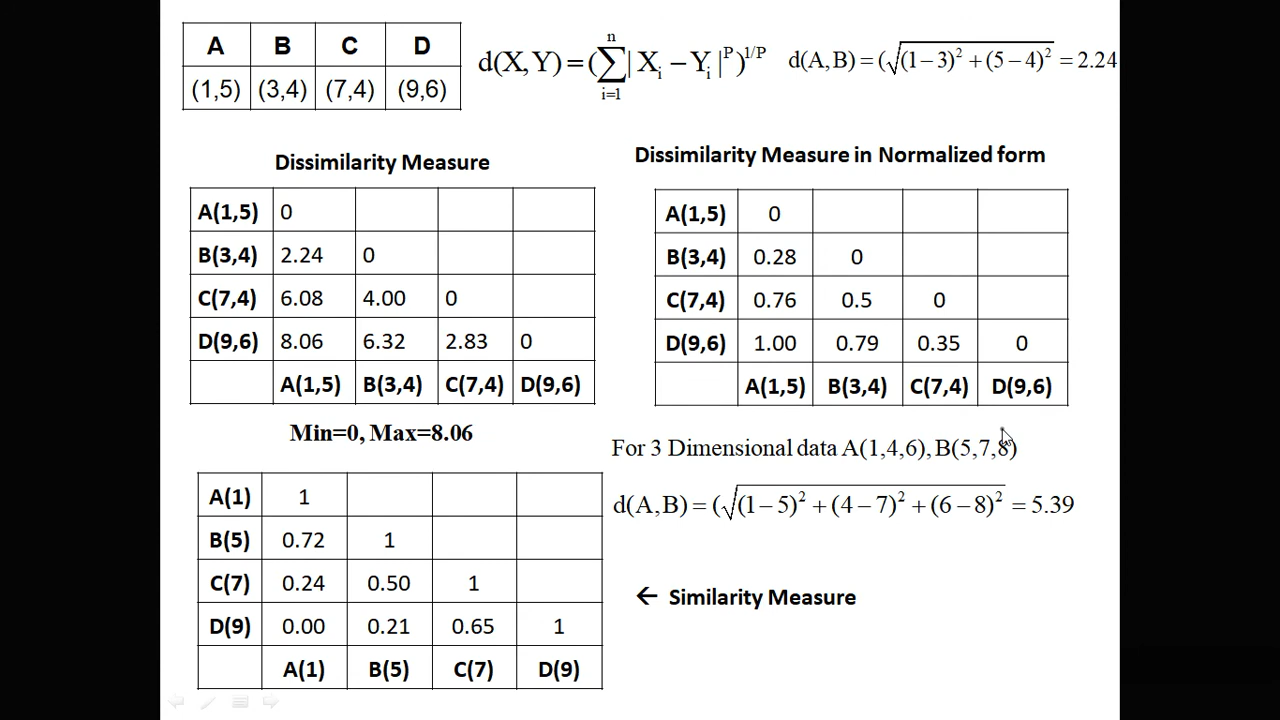 A B C D
(1,5) (3,4) (7,4) (9,6)
d(X,Y) = (∑_{i=1}^{n} | X_i − Y_i |^P )^{1/P}
d(A,B) = (√(1−3)² + (5−4)² = 2.24
Dissimilarity Measure
A(1,5) 0
B(3,4) 2.24 0
C(7,4) 6.08 4.00 0
D(9,6) 8.06 6.32 2.83 0
A(1,5) B(3,4) C(7,4) D(9,6)
Min=0, Max=8.06
Dissimilarity Measure in Normalized form
A(1,5) 0
B(3,4) 0.28 0
C(7,4) 0.76 0.5 0
D(9,6) 1.00 0.79 0.35 0
A(1,5) B(3,4) C(7,4) D(9,6)
For 3 Dimensional data A(1,4,6), B(5,7,8)
d(A,B) = (√(1−5)² + (4−7)² + (6−8)² = 5.39
A(1) 1
B(5) 0.72 1
C(7) 0.24 0.50 1
D(9) 0.00 0.21 0.65 1
A(1) B(5) C(7) D(9)
← Similarity Measure